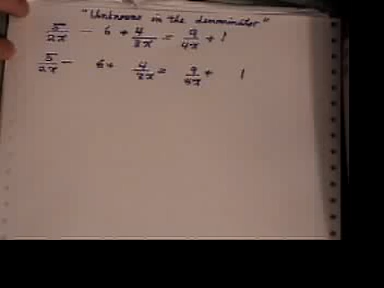 "Unknowns in the denominator"
5/2x - 6 + 4/3x = 9/4x + 1
5/2x - 6 + 4/3x = 9/4x + 1